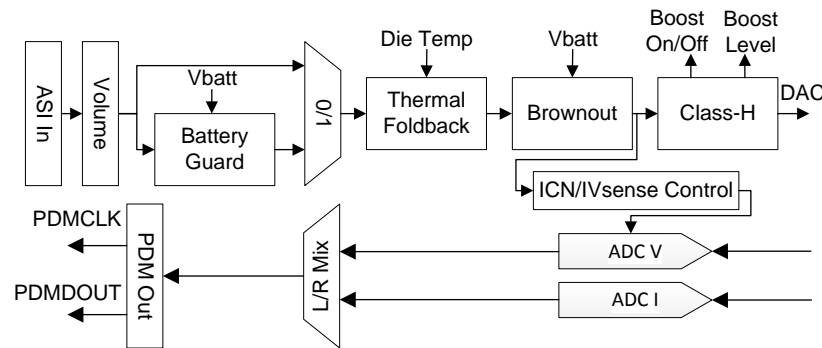 Boost
On/Off
Boost
Level
Die Temp
Vbatt
Vbatt
ASI In
Volume
Battery
Guard
0/1
Thermal
Foldback
Brownout
Class-H
DAC
ICN/IVsense Control
PDMCLK
PDMDOUT
PDM Out
L/R Mix
ADC V
ADC I